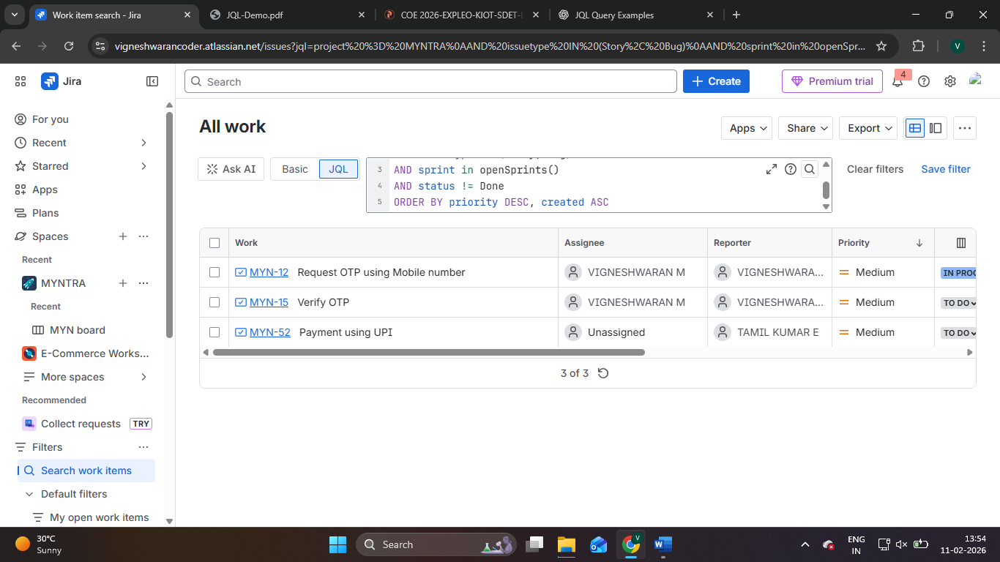 Work item search - Jira
JQL-Demo.pdf
COE 2026-EXPLEO-KIOT-SDET-
JQL Query Examples
vigneshwarancoder.atlassian.net/issues?jql=project%20%3D%20MYNTRA%0AAND%20issuetype%20IN%20(Story%2C%20Bug)%0AAND%20sprint%20in%20openSpr...
V
Jira
Search
Create
Premium trial
4
For you
Recent
Starred
Apps
Plans
Spaces
Recent
MYNTRA
Recent
MYN board
E-Commerce Works...
More spaces
Recommended
Collect requests TRY
Filters
Search work items
Default filters
My open work items
All work
Apps
Share
Export
Ask AI
Basic
JQL
3 AND sprint in openSprints()
4 AND status != Done
5 ORDER BY priority DESC, created ASC
Clear filters
Save filter
Work Assignee Reporter Priority
MYN-12 Request OTP using Mobile number VIGNESHWARAN M VIGNESHWARA... Medium IN PROC
MYN-15 Verify OTP VIGNESHWARAN M VIGNESHWARA... Medium TO DO
MYN-52 Payment using UPI Unassigned TAMIL KUMAR E Medium TO DO
3 of 3
30°C
Sunny
Search
V
ENG
IN
13:54
11-02-2026